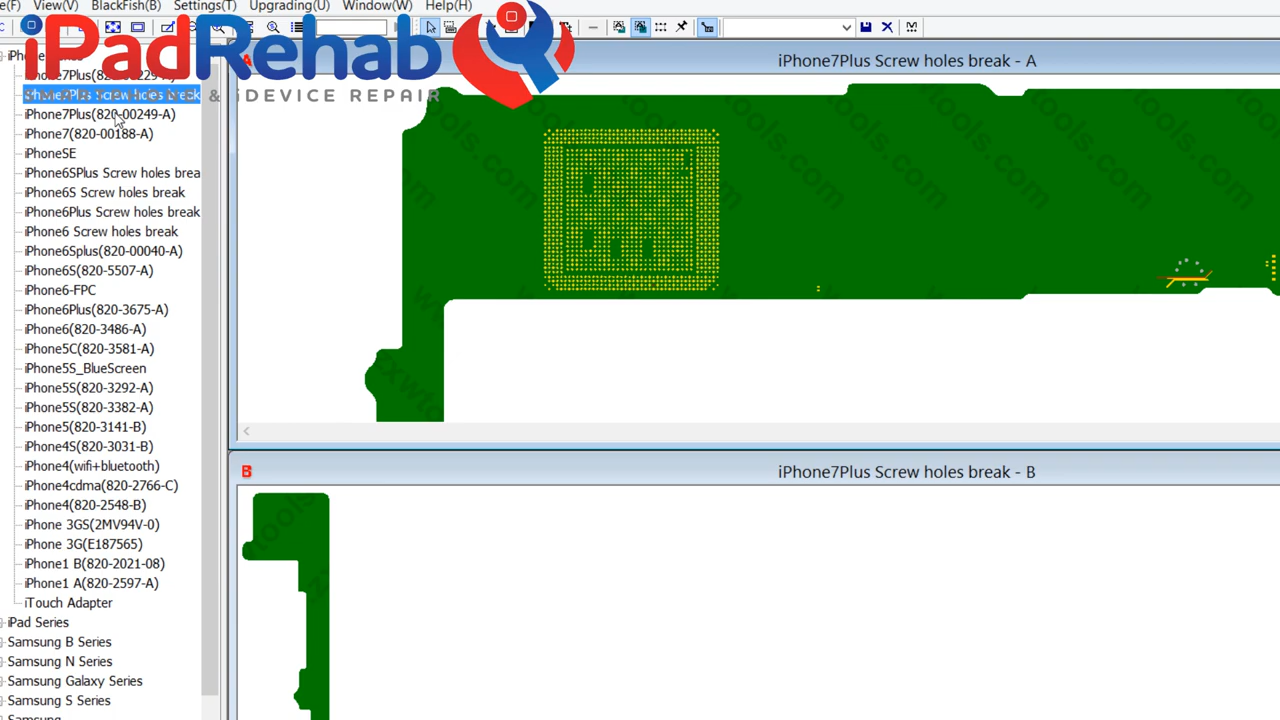 (F) View(V) BlackFish(B) Settings(T) Upgrading(U) Window(W) Help(H)
iPadRehab
SMARTPHONE & iDEVICE REPAIR
iPhone7Plus Screw holes break
iPhone7Plus(820-00249-A)
iPhone7(820-00188-A)
iPhoneSE
iPhone6SPlus Screw holes brea
iPhone6S Screw holes break
iPhone6Plus Screw holes break
iPhone6 Screw holes break
iPhone6Splus(820-00040-A)
iPhone6S(820-5507-A)
iPhone6-FPC
iPhone6Plus(820-3675-A)
iPhone6(820-3486-A)
iPhone5C(820-3581-A)
iPhone5S_BlueScreen
iPhone5S(820-3292-A)
iPhone5S(820-3382-A)
iPhone5(820-3141-B)
iPhone4S(820-3031-B)
iPhone4(wifi+bluetooth)
iPhone4cdma(820-2766-C)
iPhone4(820-2548-B)
iPhone 3GS(2MV94V-0)
iPhone 3G(E187565)
iPhone1 B(820-2021-08)
iPhone1 A(820-2597-A)
iTouch Adapter
iPad Series
Samsung B Series
Samsung N Series
Samsung Galaxy Series
Samsung S Series
A
iPhone7Plus Screw holes break - A
zxwtools.com
B
iPhone7Plus Screw holes break - B